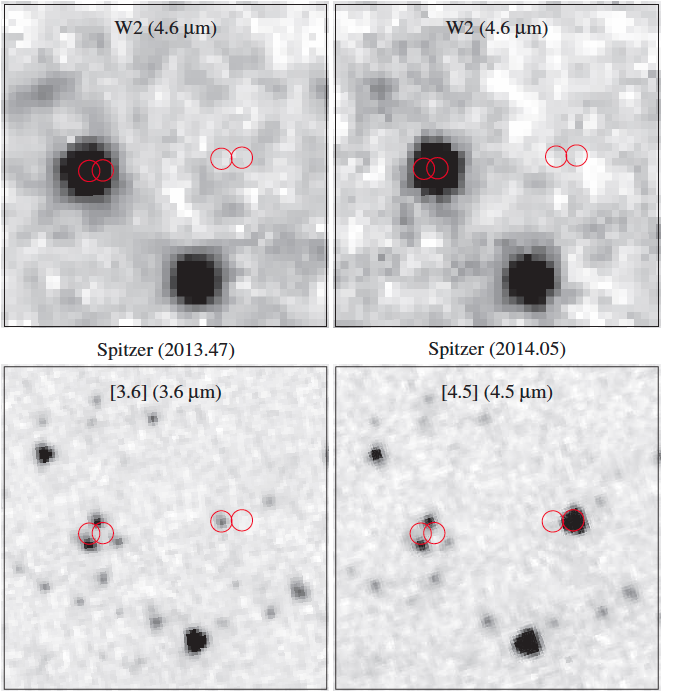 W2 (4.6 μm)
W2 (4.6 μm)
Spitzer (2013.47)
Spitzer (2014.05)
[3.6] (3.6 μm)
[4.5] (4.5 μm)